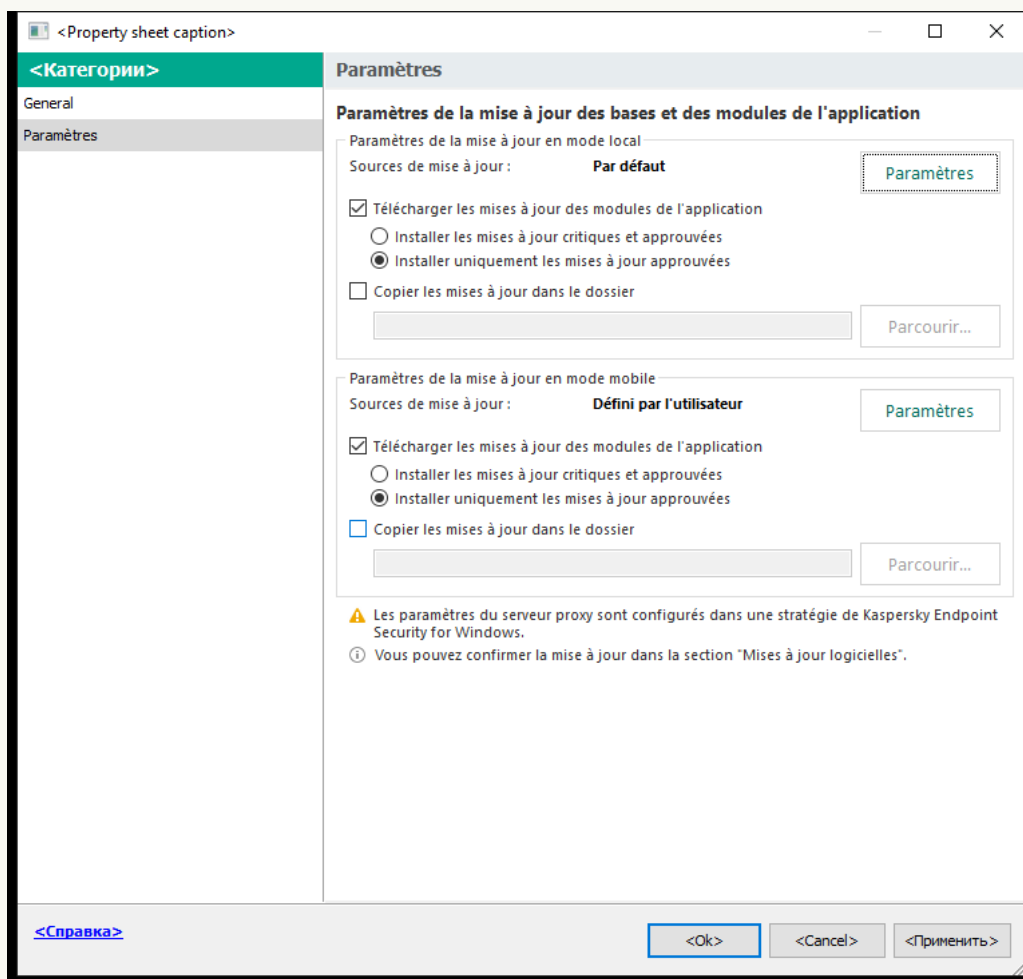 <Property sheet caption>
<Категории>
General
Paramètres
Paramètres
Paramètres de la mise à jour des bases et des modules de l'application
Paramètres de la mise à jour en mode local
Sources de mise à jour : Par défaut
Paramètres
Télécharger les mises à jour des modules de l'application
Installer les mises à jour critiques et approuvées
Installer uniquement les mises à jour approuvées
Copier les mises à jour dans le dossier
Parcourir...
Paramètres de la mise à jour en mode mobile
Sources de mise à jour : Défini par l'utilisateur
Paramètres
Télécharger les mises à jour des modules de l'application
Installer les mises à jour critiques et approuvées
Installer uniquement les mises à jour approuvées
Copier les mises à jour dans le dossier
Parcourir...
Les paramètres du serveur proxy sont configurés dans une stratégie de Kaspersky Endpoint
Security for Windows.
Vous pouvez confirmer la mise à jour dans la section "Mises à jour logicielles".
<Справка>
<Ok> <Cancel> <Применить>